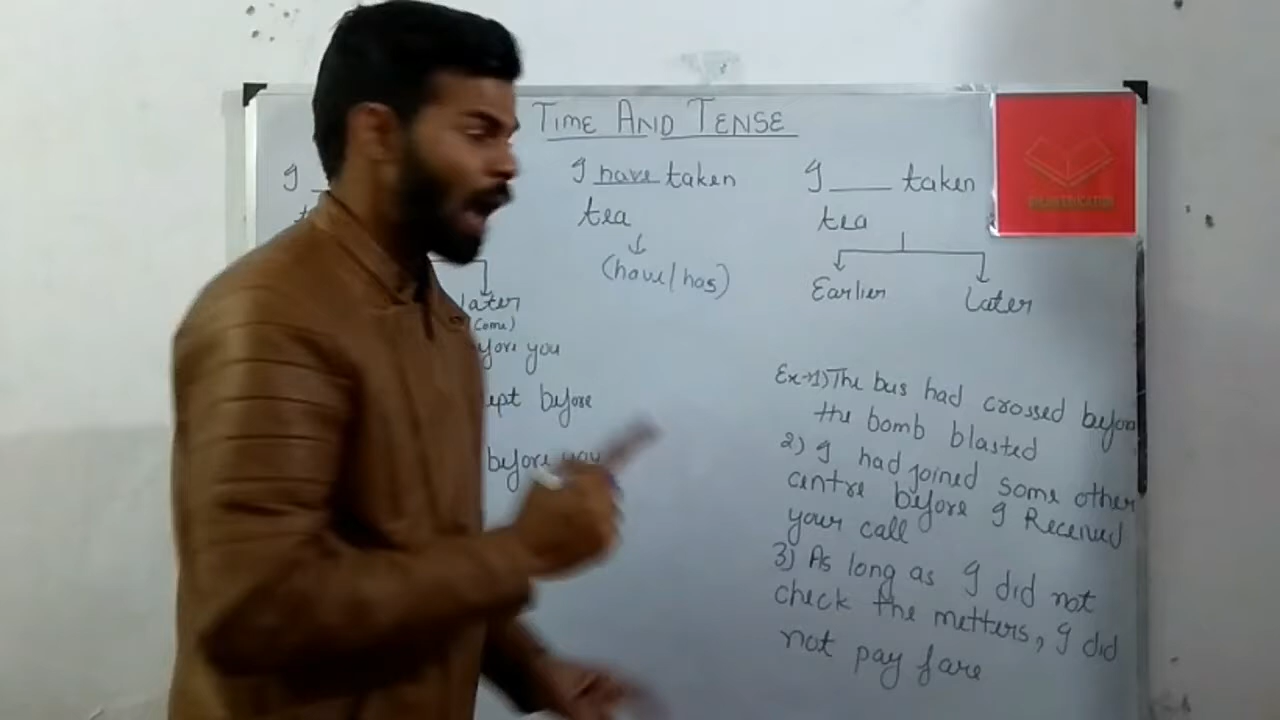 TIME AND TENSE
I
I have taken
tea
(have/has)
I ____ taken
tea
Earlier
Later
later
(come)
you
before
before you
Ex→1) The bus had crossed before
the bomb blasted
2) I had joined some other
centre before I Received
your call
3) As long as I did not
check the metters, I did
not pay fare